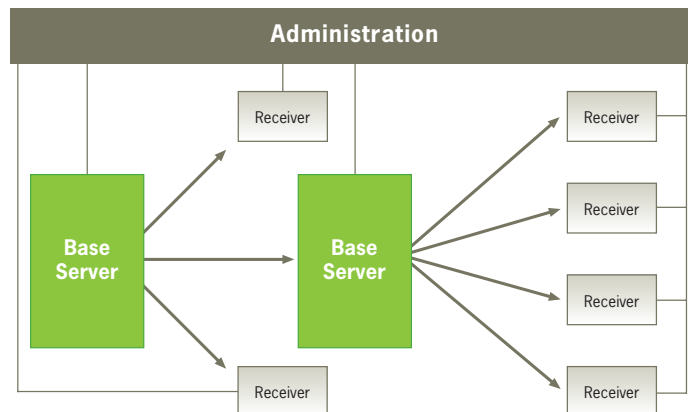 Administration
Receiver
Receiver
Base
Server
Base
Server
Receiver
Receiver
Receiver
Receiver